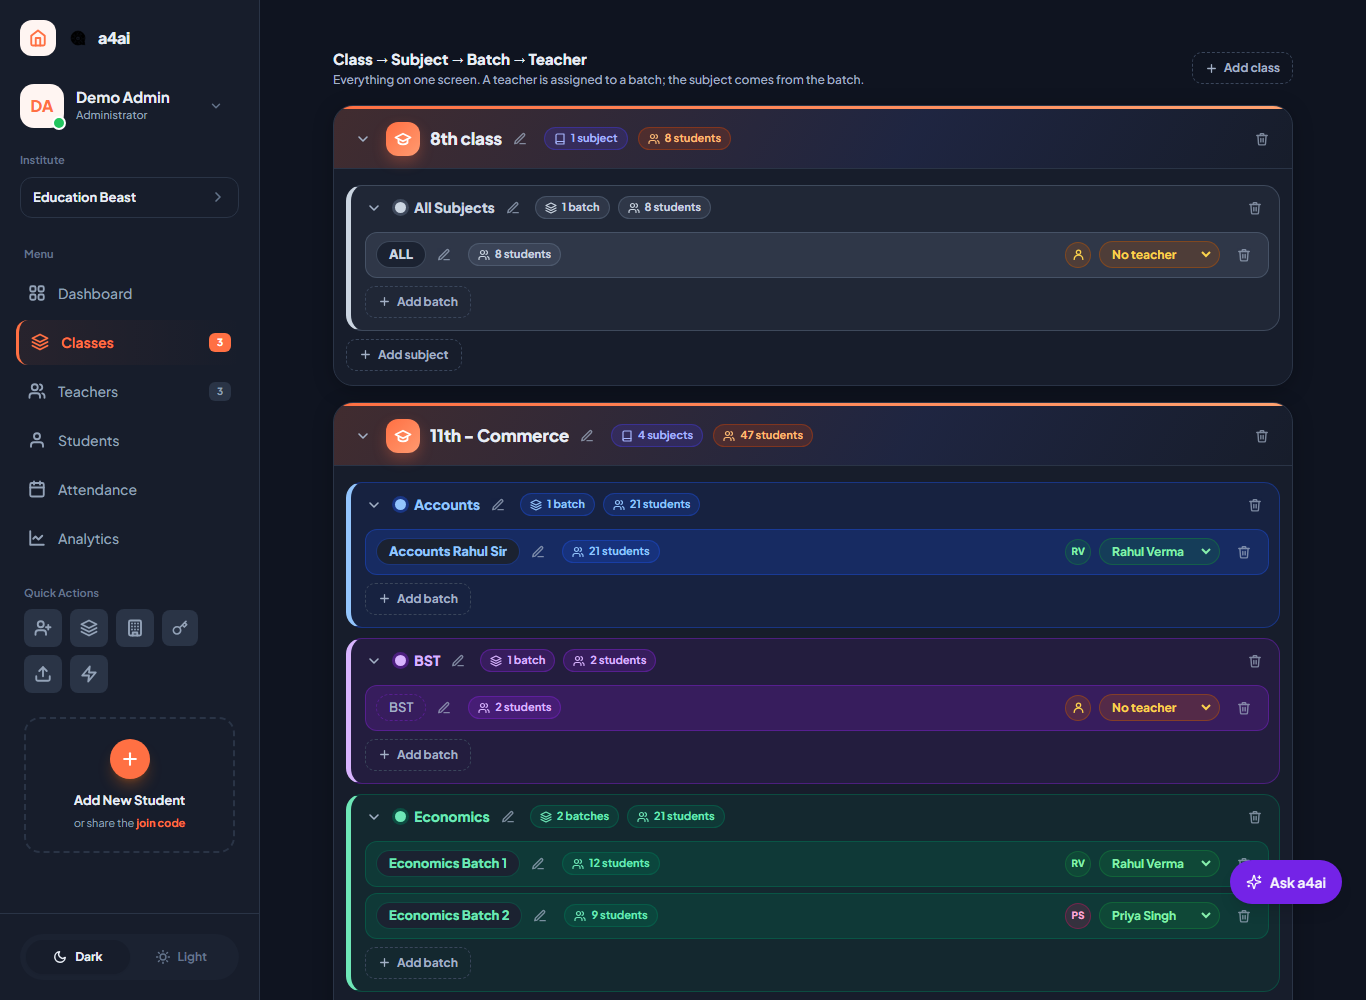 a4ai
DA
Demo Admin
Administrator
Institute
Education Beast
Menu
Dashboard
Classes
3
Teachers
3
Students
Attendance
Analytics
Quick Actions
Add New Student
or share the join code
Dark
Light
Class → Subject → Batch → Teacher
Everything on one screen. A teacher is assigned to a batch; the subject comes from the batch.
Add class
8th class
1 subject
8 students
All Subjects
1 batch
8 students
ALL
8 students
No teacher
Add batch
Add subject
11th - Commerce
4 subjects
47 students
Accounts
1 batch
21 students
Accounts Rahul Sir
21 students
RV
Rahul Verma
Add batch
BST
1 batch
2 students
BST
2 students
No teacher
Add batch
Economics
2 batches
21 students
Economics Batch 1
12 students
RV
Rahul Verma
Economics Batch 2
9 students
PS
Priya Singh
Add batch
Ask a4ai